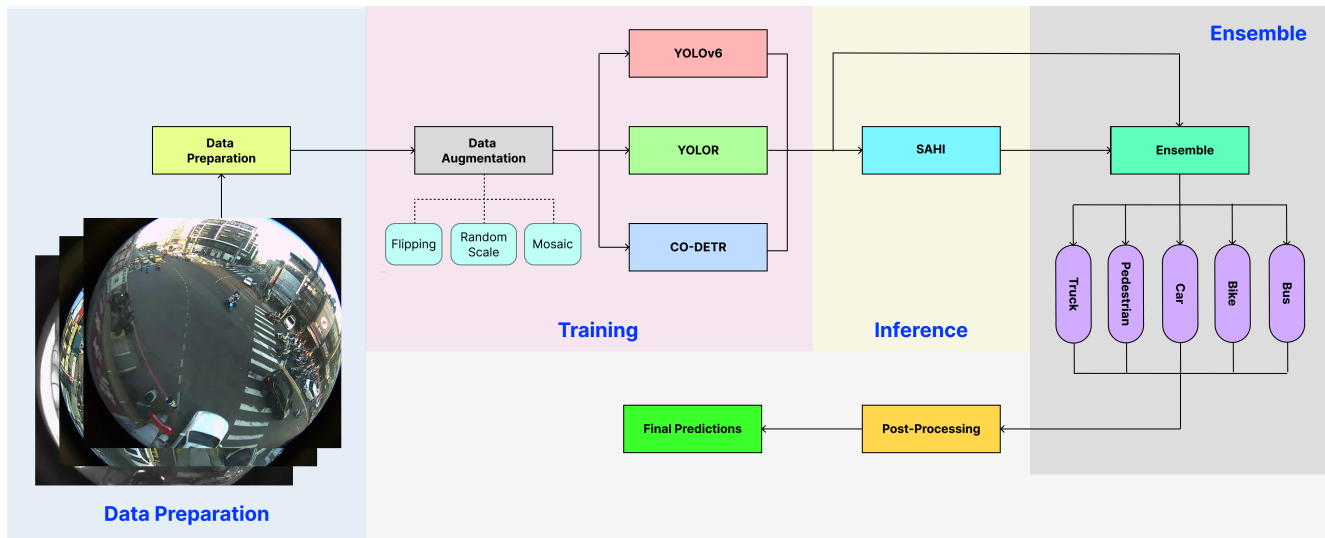 Ensemble
YOLOv6
Data
Preparation
Data
Augmentation
YOLOR
SAHI
Ensemble
Flipping
Random
Scale
Mosaic
CO-DETR
Truck
Pedestrian
Car
Bike
Bus
Training
Inference
Final Predictions
Post-Processing
Data Preparation